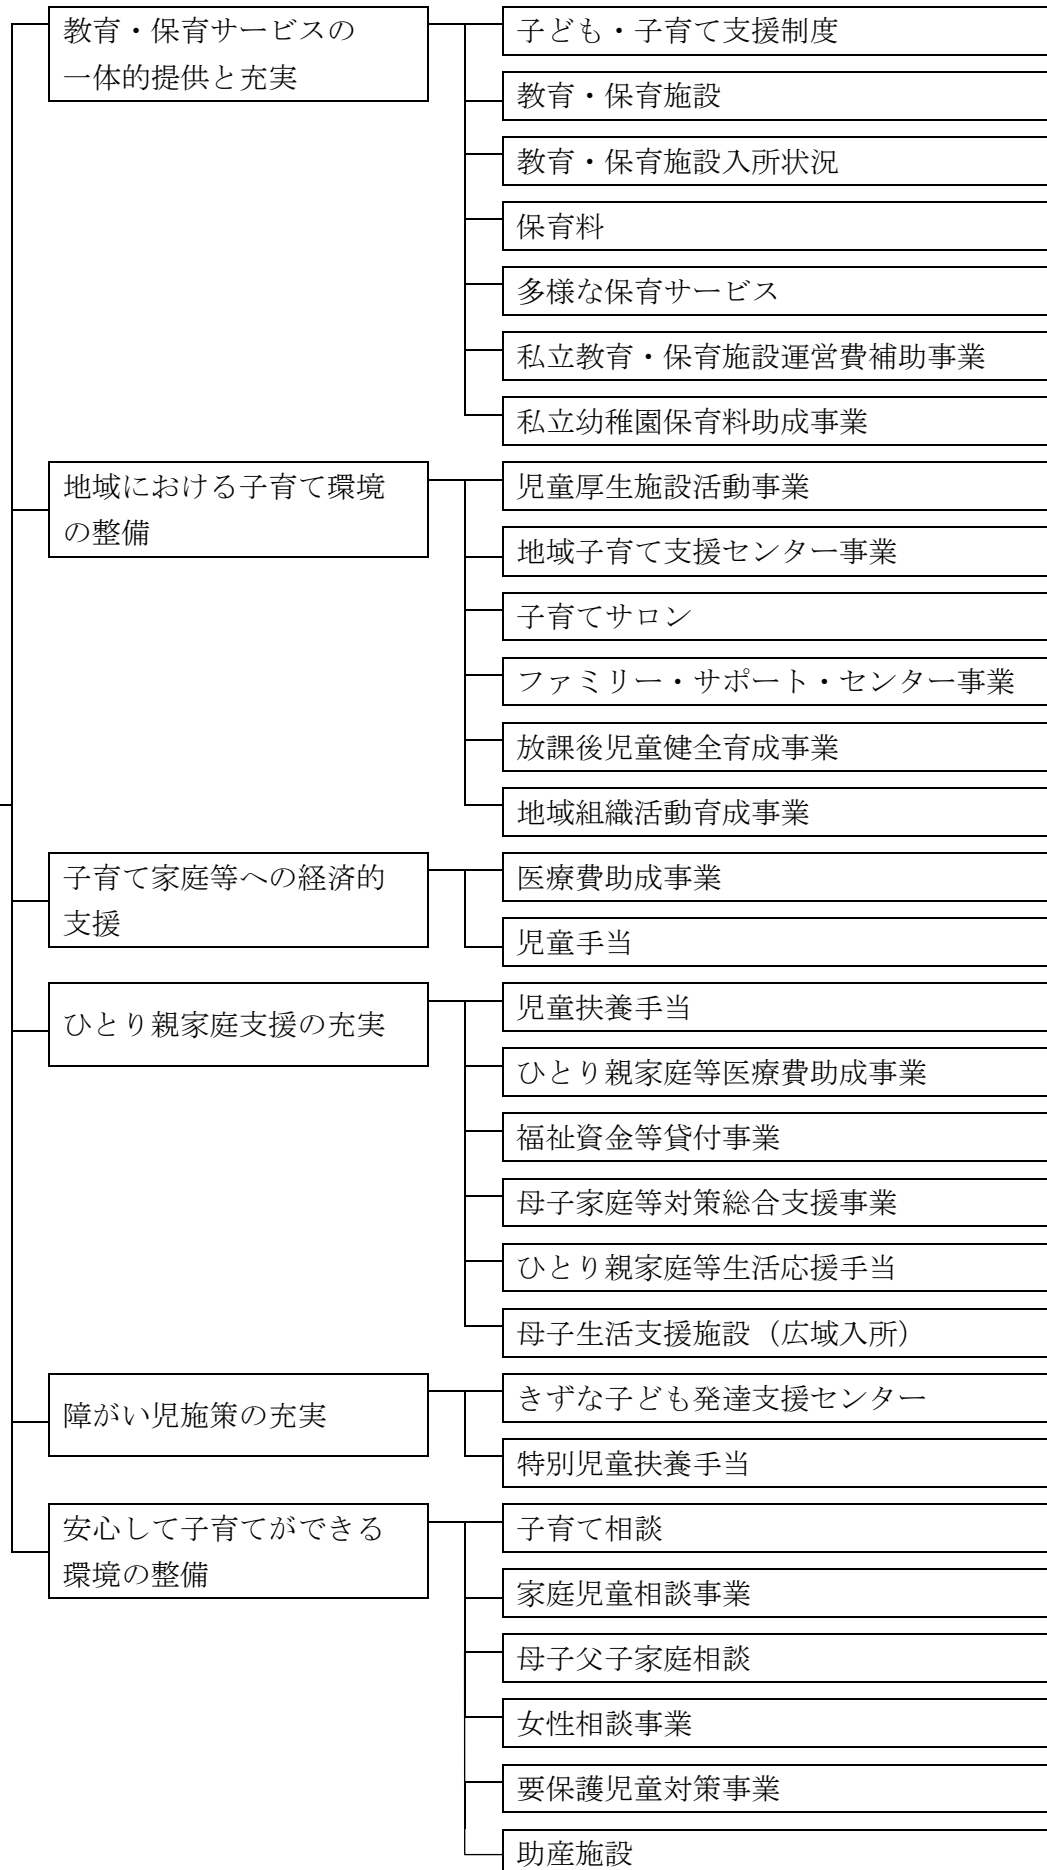 教育・保育サービスの
一体的提供と充実
子ども・子育て支援制度
教育・保育施設
教育・保育施設入所状況
保育料
多様な保育サービス
私立教育・保育施設運営費補助事業
私立幼稚園保育料助成事業
地域における子育て環境
の整備
児童厚生施設活動事業
地域子育て支援センター事業
子育てサロン
ファミリー・サポート・センター事業
放課後児童健全育成事業
地域組織活動育成事業
子育て家庭等への経済的
支援
医療費助成事業
児童手当
ひとり親家庭支援の充実
児童扶養手当
ひとり親家庭等医療費助成事業
福祉資金等貸付事業
母子家庭等対策総合支援事業
ひとり親家庭等生活応援手当
母子生活支援施設（広域入所）
障がい児施策の充実
きずな子ども発達支援センター
特別児童扶養手当
安心して子育てができる
環境の整備
子育て相談
家庭児童相談事業
母子父子家庭相談
女性相談事業
要保護児童対策事業
助産施設